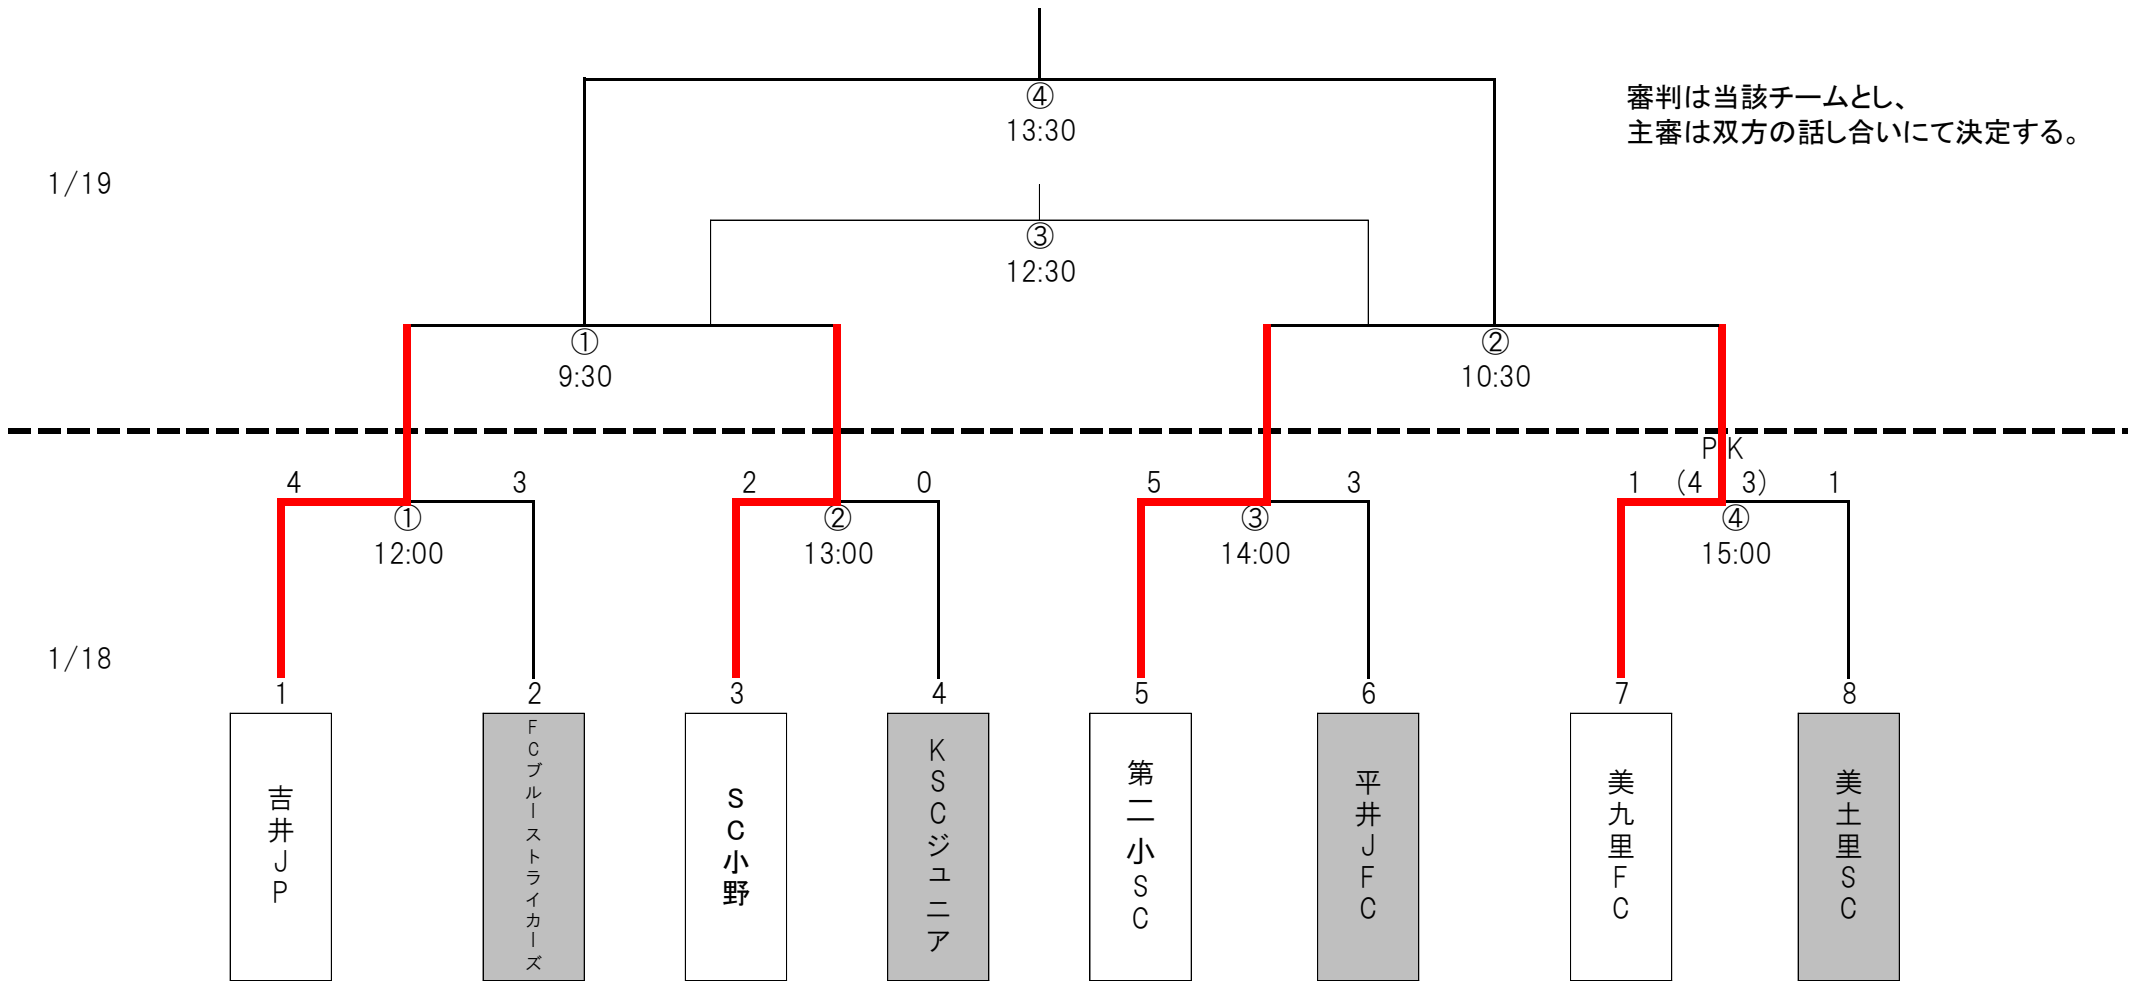 ④
13:30
審判は当該チームとし、
主審は双方の話し合いにて決定する。
1/19
③
12:30
①
9:30
②
10:30
PK
4 3 2 0 5 3 1 (4 3) 1
① ② ③ ④
12:00 13:00 14:00 15:00
1/18
1 2 3 4 5 6 7 8
吉井JP
FCブルーストライカーズ
SC小野
KSCジュニア
第二小SC
平井JFC
美九里FC
美土里SC